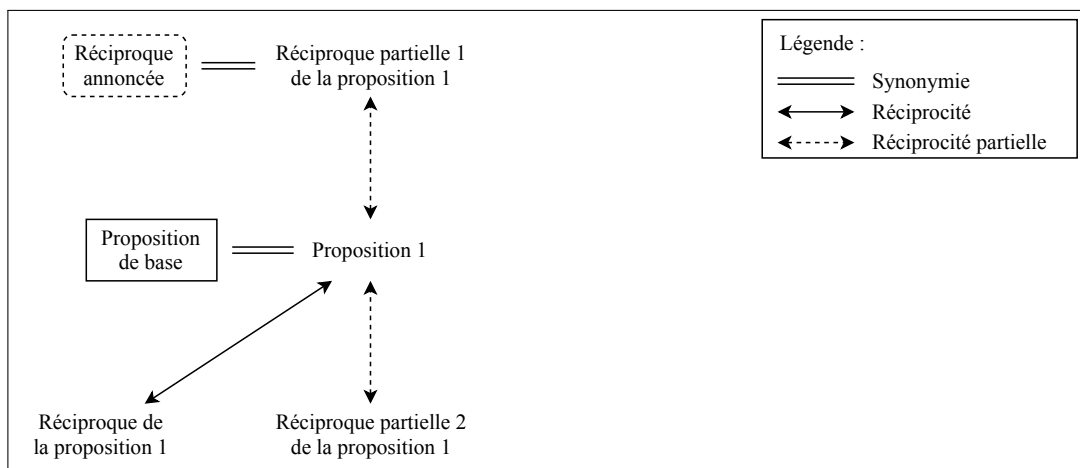 Réciproque
annoncée
Réciproque partielle 1
de la proposition 1
Légende :
Synonymie
Réciprocité
Réciprocité partielle
Proposition
de base
Proposition 1
Réciproque de
la proposition 1
Réciproque partielle 2
de la proposition 1